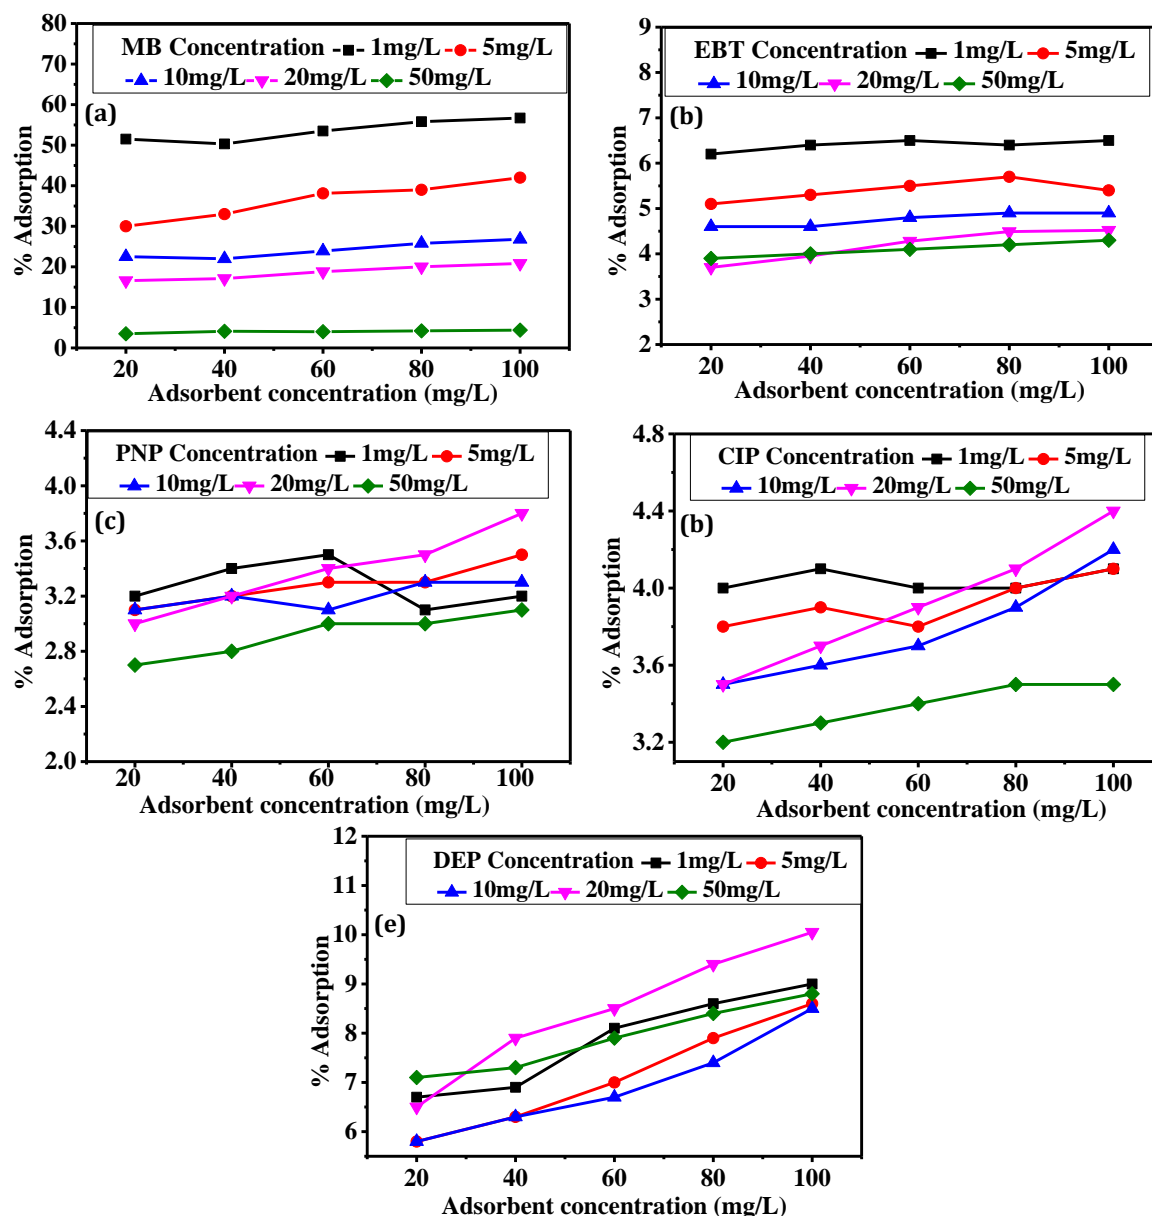 MB Concentration 1mg/L 5mg/L
10mg/L 20mg/L 50mg/L
(a)
80
70
60
50
40
30
20
10
0
% Adsorption
20 40 60 80 100
Adsorbent concentration (mg/L)
EBT Concentration 1mg/L 5mg/L
10mg/L 20mg/L 50mg/L
(b)
9
8
7
6
5
4
3
2
% Adsorption
20 40 60 80 100
Adsorbent concentration (mg/L)
PNP Concentration 1mg/L 5mg/L
10mg/L 20mg/L 50mg/L
(c)
4.4
4.0
3.6
3.2
2.8
2.4
2.0
% Adsorption
20 40 60 80 100
Adsorbent concentration (mg/L)
CIP Concentration 1mg/L 5mg/L
10mg/L 20mg/L 50mg/L
(b)
4.8
4.4
4.0
3.6
3.2
% Adsorption
20 40 60 80 100
Adsorbent concentration (mg/L)
DEP Concentration 1mg/L 5mg/L
10mg/L 20mg/L 50mg/L
(e)
12
11
10
9
8
7
6
% Adsorption
20 40 60 80 100
Adsorbent concentration (mg/L)